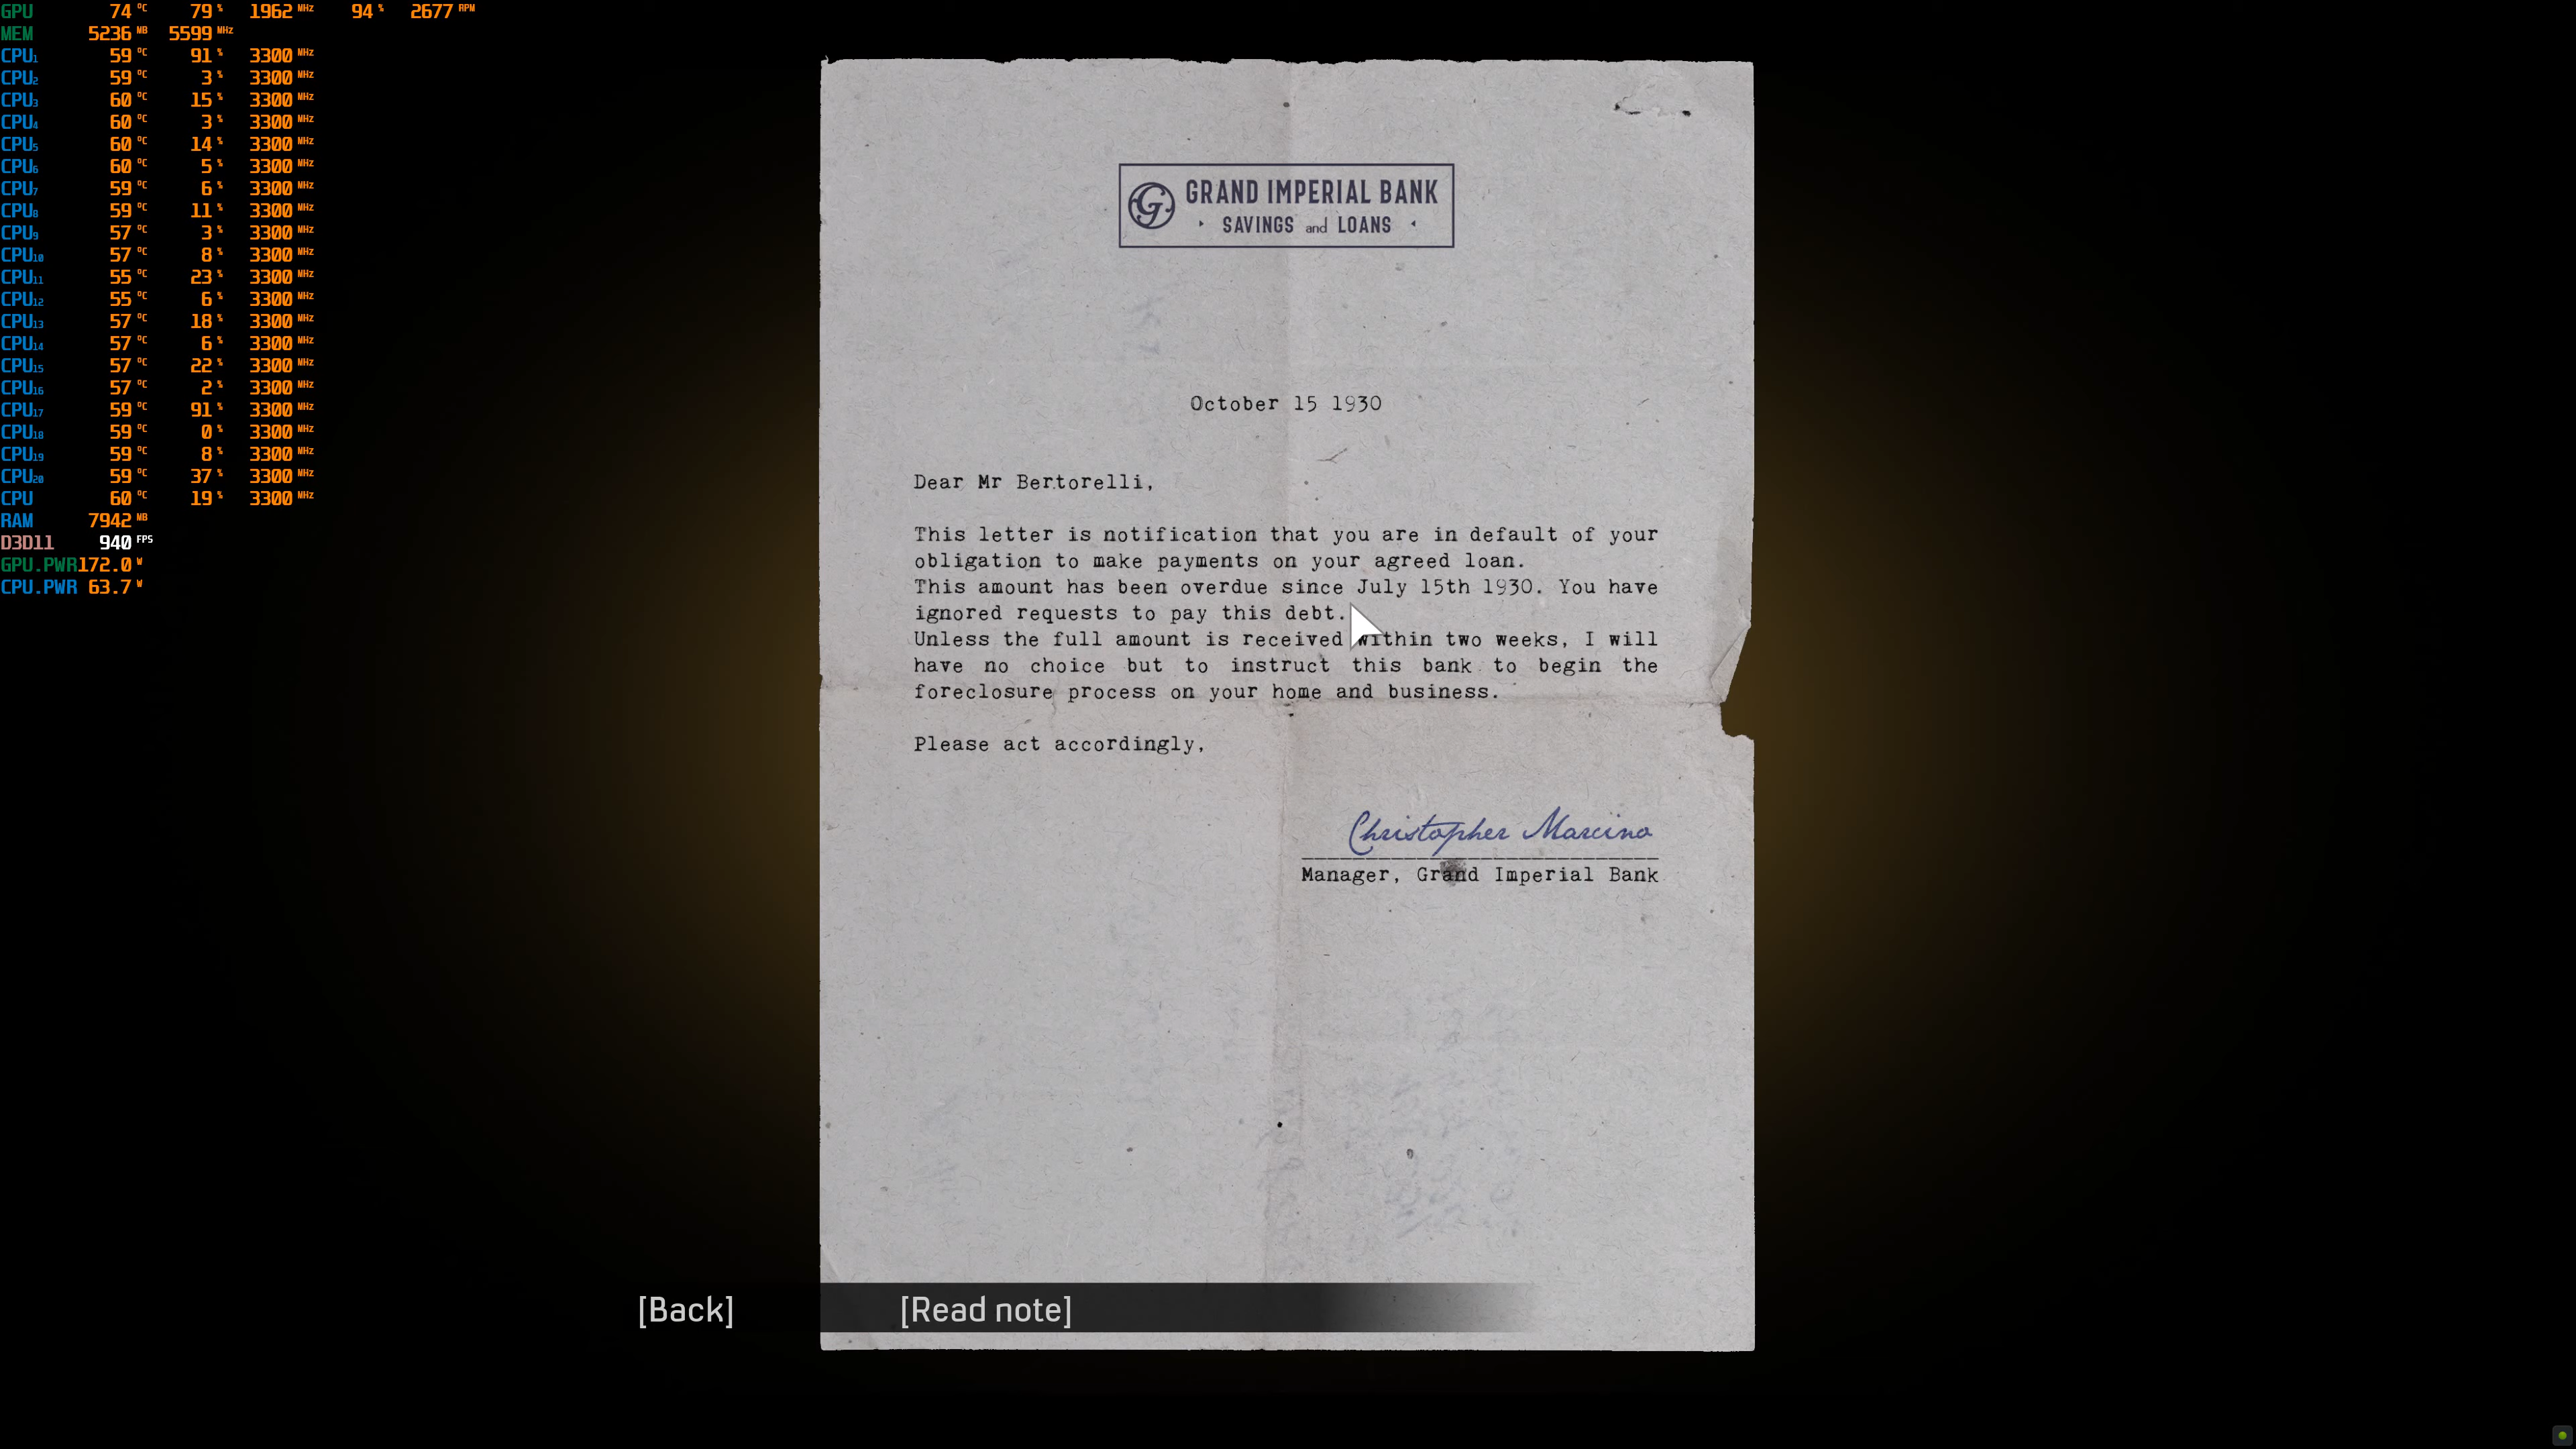 GPU 74 °C 79 % 1962 MHz 94 % 2677 RPM
MEM 5236 MB 5599 MHz
CPU1 59 °C 91 % 3300 MHz
CPU2 59 °C 3 % 3300 MHz
CPU3 60 °C 15 % 3300 MHz
CPU4 60 °C 3 % 3300 MHz
CPU5 60 °C 14 % 3300 MHz
CPU6 60 °C 5 % 3300 MHz
CPU7 59 °C 6 % 3300 MHz
CPU8 59 °C 11 % 3300 MHz
CPU9 57 °C 3 % 3300 MHz
CPU10 57 °C 8 % 3300 MHz
CPU11 55 °C 23 % 3300 MHz
CPU12 55 °C 6 % 3300 MHz
CPU13 57 °C 18 % 3300 MHz
CPU14 57 °C 6 % 3300 MHz
CPU15 57 °C 22 % 3300 MHz
CPU16 57 °C 2 % 3300 MHz
CPU17 59 °C 91 % 3300 MHz
CPU18 59 °C 0 % 3300 MHz
CPU19 59 °C 8 % 3300 MHz
CPU20 59 °C 37 % 3300 MHz
CPU 60 °C 19 % 3300 MHz
RAM 7942 MB
D3D11 940 FPS
GPU.PWR 172.0 W
CPU.PWR 63.7 W
G GRAND IMPERIAL BANK
SAVINGS and LOANS
October 15 1930
Dear Mr Bertorelli,
This letter is notification that you are in default of your
obligation to make payments on your agreed loan.
This amount has been overdue since July 15th 1930. You have
ignored requests to pay this debt.
Unless the full amount is received within two weeks, I will
have no choice but to instruct this bank to begin the
foreclosure process on your home and business.
Please act accordingly,
Christopher Marcino
Manager, Grand Imperial Bank
[Back] [Read note]